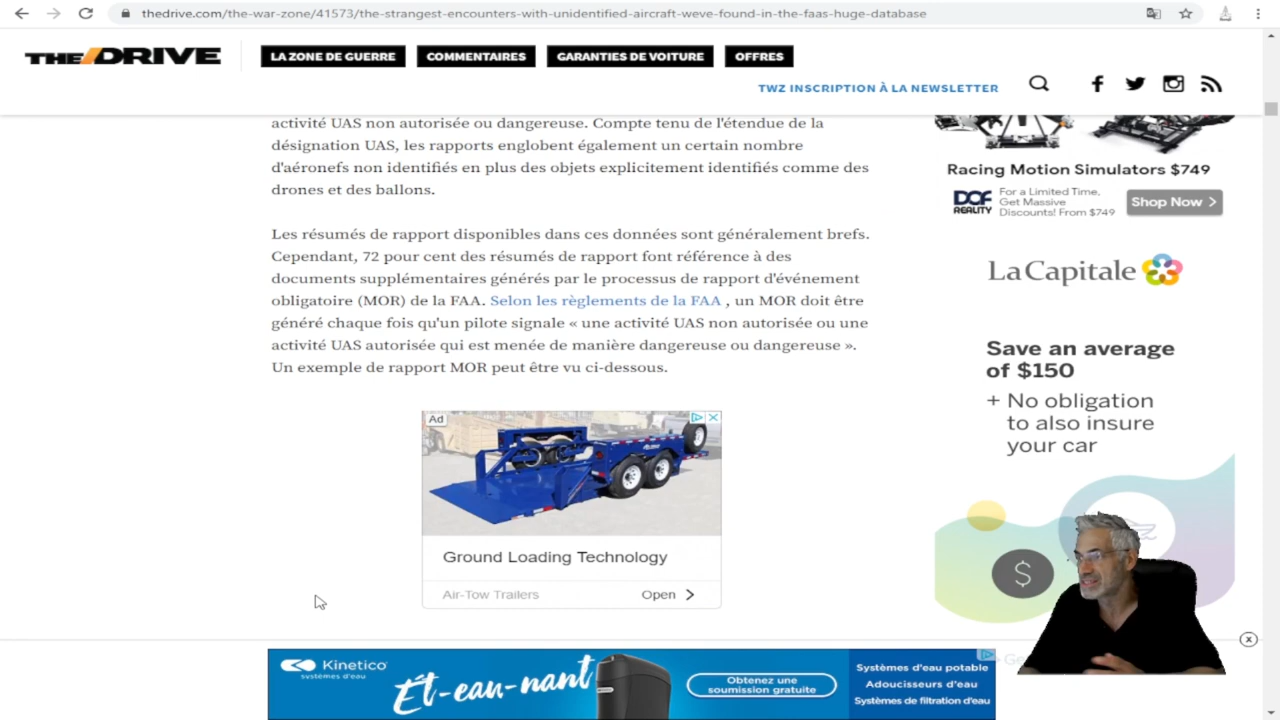 thedrive.com/the-war-zone/41573/the-strangest-encounters-with-unidentified-aircraft-weve-found-in-the-faas-huge-database
THE/DRIVE
LA ZONE DE GUERRE
COMMENTAIRES
GARANTIES DE VOITURE
OFFRES
TWZ INSCRIPTION À LA NEWSLETTER
activité UAS non autorisée ou dangereuse. Compte tenu de l'étendue de la
désignation UAS, les rapports englobent également un certain nombre
d'aéronefs non identifiés en plus des objets explicitement identifiés comme des
drones et des ballons.
Les résumés de rapport disponibles dans ces données sont généralement brefs.
Cependant, 72 pour cent des résumés de rapport font référence à des
documents supplémentaires générés par le processus de rapport d'événement
obligatoire (MOR) de la FAA. Selon les règlements de la FAA , un MOR doit être
généré chaque fois qu'un pilote signale « une activité UAS non autorisée ou une
activité UAS autorisée qui est menée de manière dangereuse ou dangereuse ».
Un exemple de rapport MOR peut être vu ci-dessous.
Ad
Ground Loading Technology
Air-Tow Trailers
Open
Racing Motion Simulators $749
DOF
REALITY
For a Limited Time,
Get Massive
Discounts! From $749
Shop Now
La Capitale
Save an average
of $150
+ No obligation
to also insure
your car
$
Kinetico
systèmes d'eau
Ét-eau-nant
Obtenez une
soumission gratuite
Systèmes d'eau potable
Adoucisseurs d'eau
Systèmes de filtration d'eau